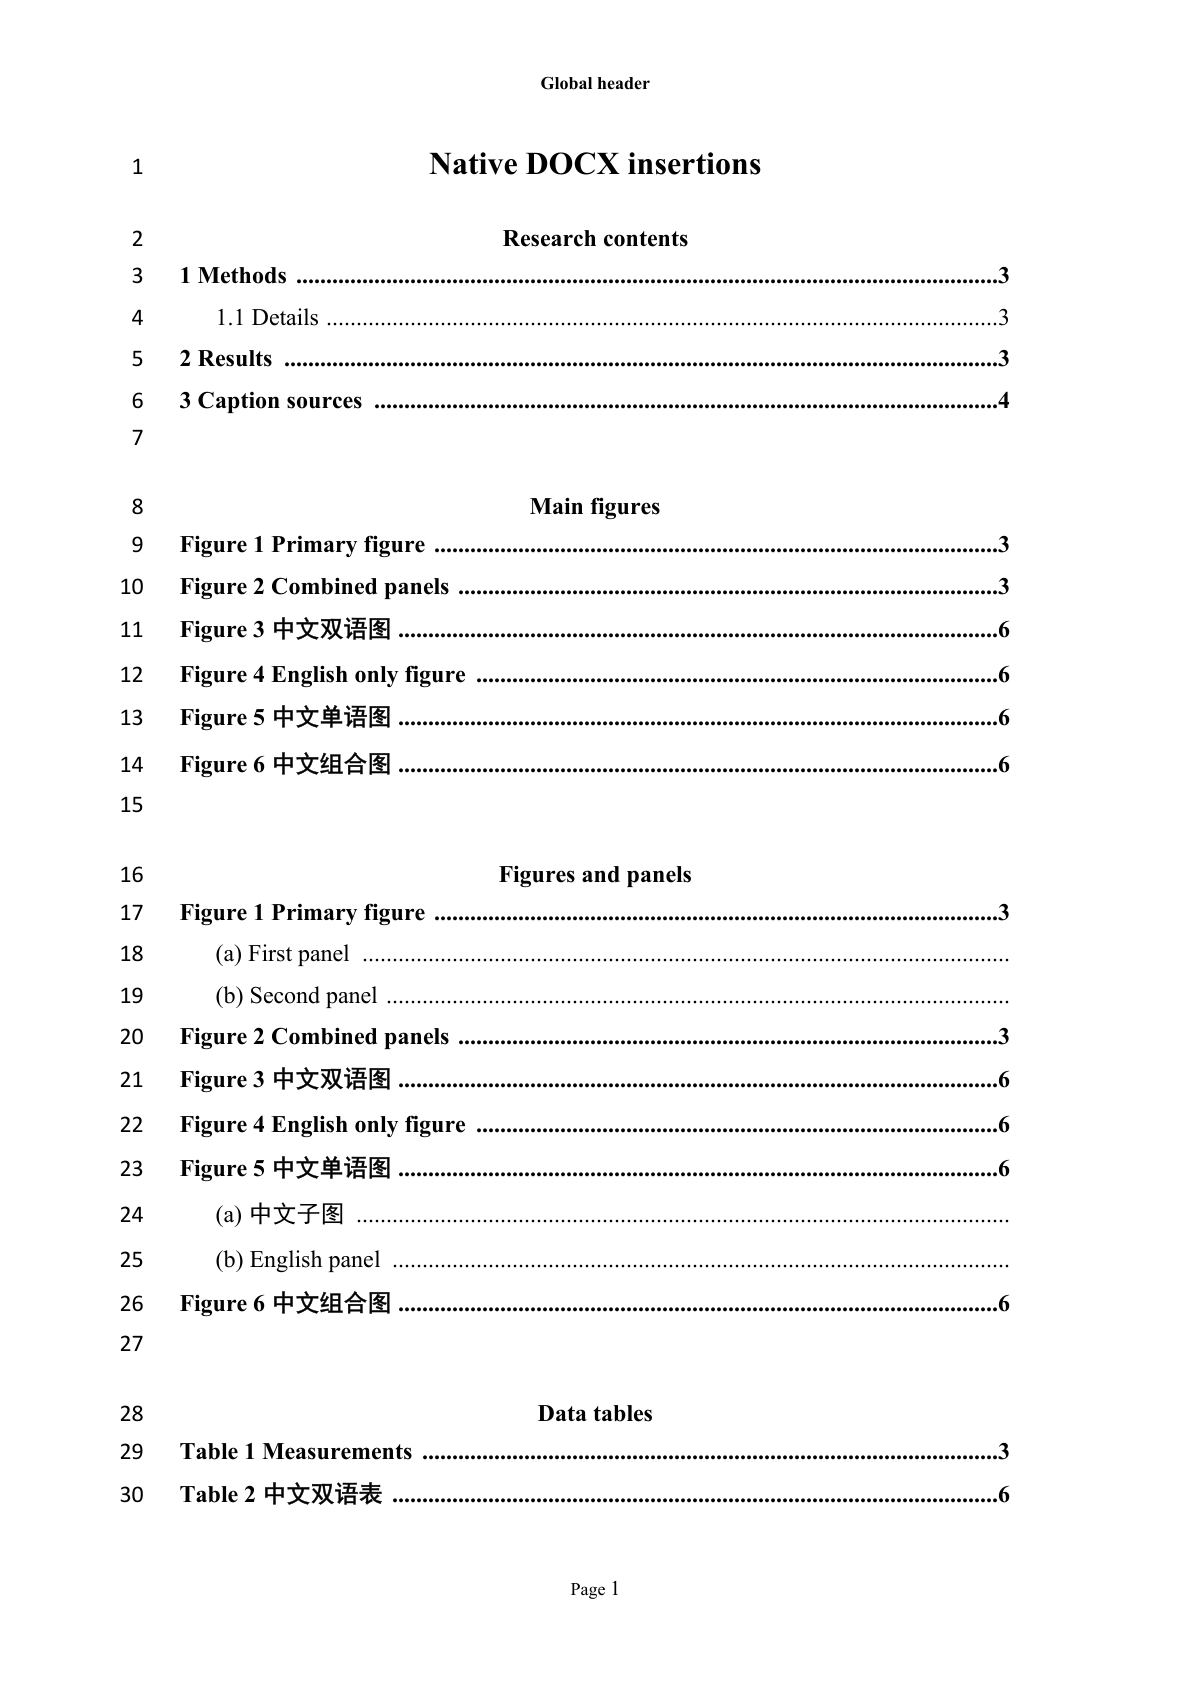 Global header
1 Native DOCX insertions
2 Research contents
3 1 Methods ........................................................................................................................3
4 1.1 Details ..................................................................................................................3
5 2 Results ..........................................................................................................................3
6 3 Caption sources ...........................................................................................................4
7
8 Main figures
9 Figure 1 Primary figure ................................................................................................3
10 Figure 2 Combined panels ............................................................................................3
11 Figure 3 中文双语图 ......................................................................................................6
12 Figure 4 English only figure .........................................................................................6
13 Figure 5 中文单语图 ......................................................................................................6
14 Figure 6 中文组合图 ......................................................................................................6
15
16 Figures and panels
17 Figure 1 Primary figure ................................................................................................3
18 (a) First panel ..............................................................................................................
19 (b) Second panel ..........................................................................................................
20 Figure 2 Combined panels ............................................................................................3
21 Figure 3 中文双语图 ......................................................................................................6
22 Figure 4 English only figure .........................................................................................6
23 Figure 5 中文单语图 ......................................................................................................6
24 (a) 中文子图 ...............................................................................................................
25 (b) English panel .........................................................................................................
26 Figure 6 中文组合图 ......................................................................................................6
27
28 Data tables
29 Table 1 Measurements ..................................................................................................3
30 Table 2 中文双语表 .......................................................................................................6
Page 1